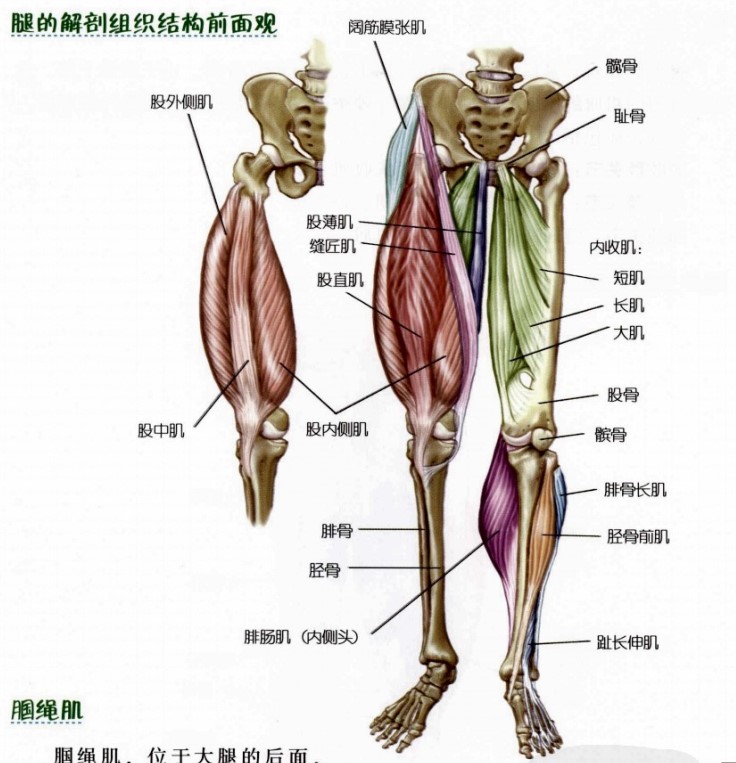 腿的解剖组织结构前面观
阔筋膜张肌
髋骨
股外侧肌
耻骨
股薄肌
缝匠肌
内收肌：
股直肌
短肌
长肌
大肌
股骨
股中肌
股内侧肌
髌骨
腓骨长肌
腓骨
胫骨前肌
胫骨
腓肠肌（内侧头）
趾长伸肌
腘绳肌
腘绳肌，位于大腿的后面，